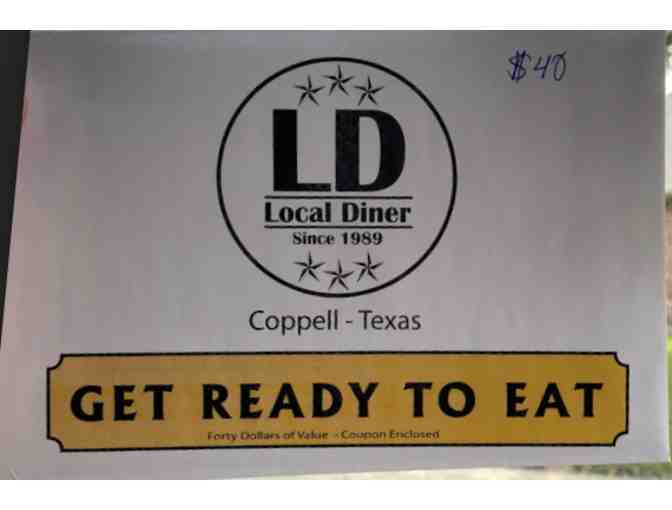 $40
LD
Local Diner
Since 1989
Coppell - Texas
GET READY TO EAT
Forty Dollars of Value - Coupon Enclosed